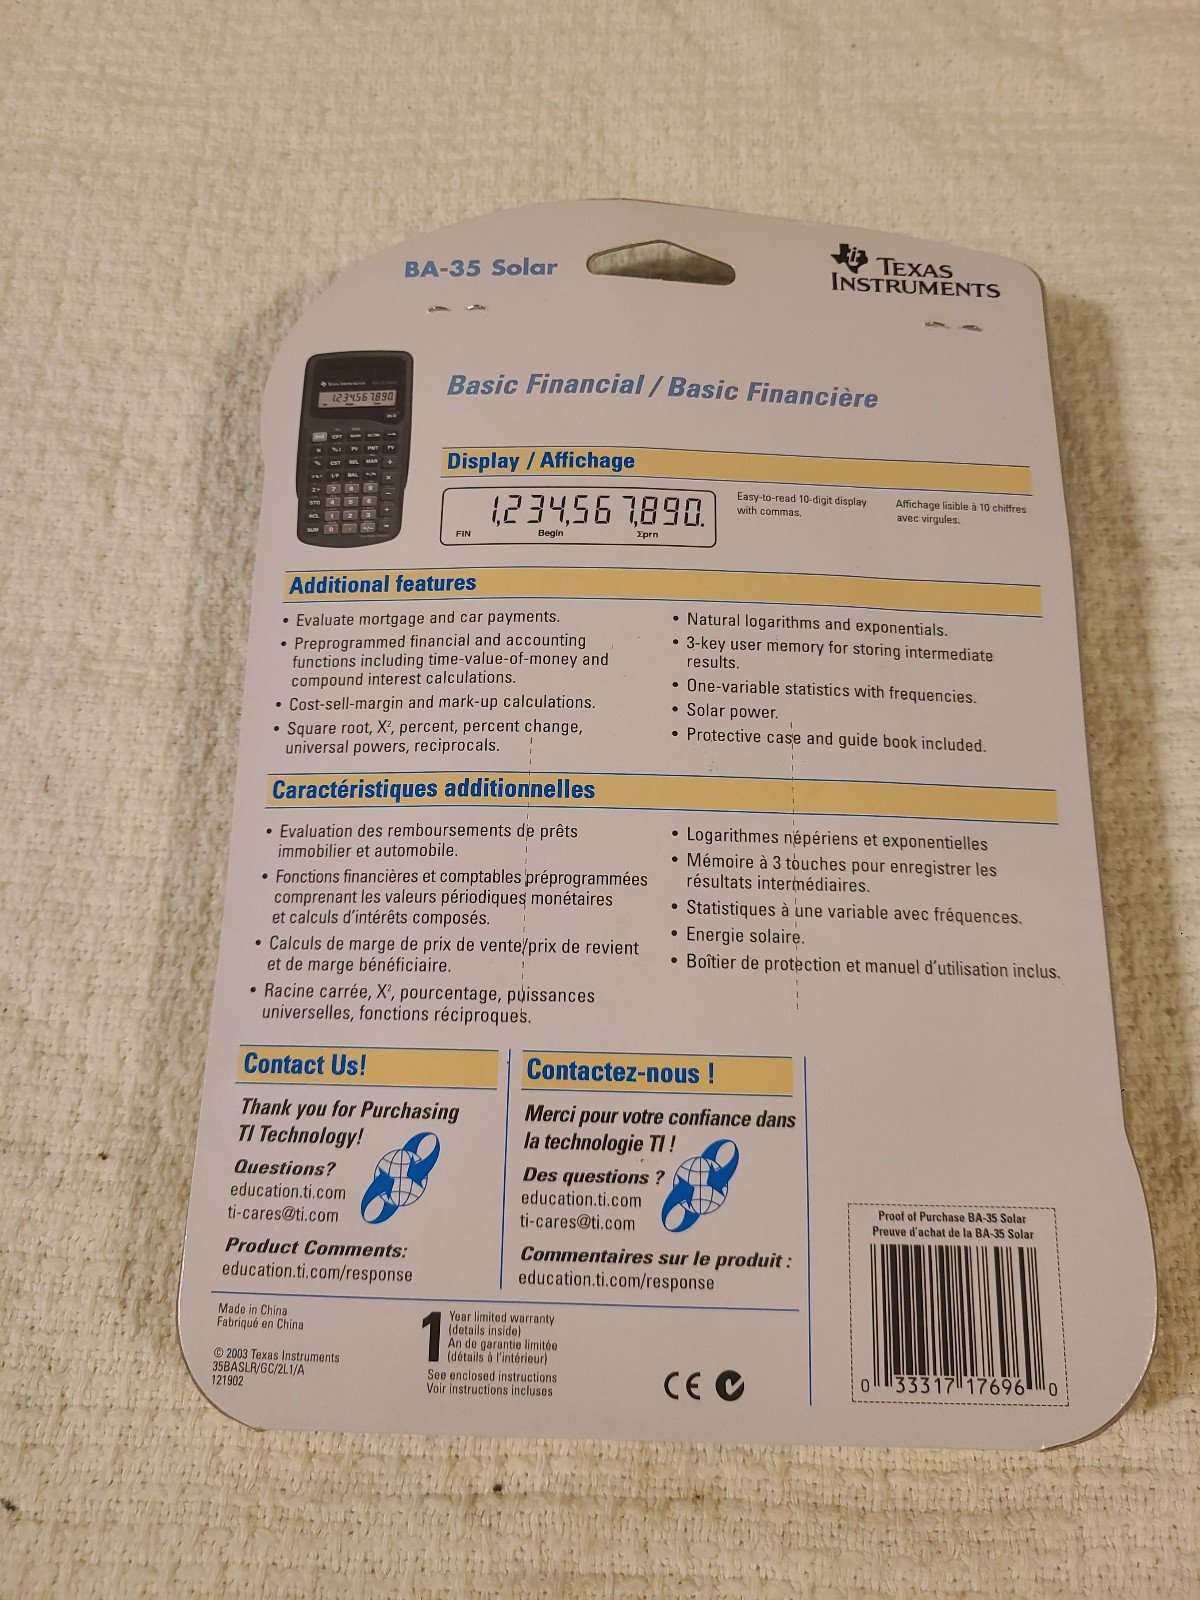 BA-35 Solar
TEXAS
INSTRUMENTS
Basic Financial / Basic Financière
Display / Affichage
1,234,567,890.
FIN Begin Σprn
Easy-to-read 10-digit display
with commas.
Affichage lisible à 10 chiffres
avec virgules.
Additional features
• Evaluate mortgage and car payments.
• Preprogrammed financial and accounting
functions including time-value-of-money and
compound interest calculations.
• Cost-sell-margin and mark-up calculations.
• Square root, X², percent, percent change,
universal powers, reciprocals.
• Natural logarithms and exponentials.
• 3-key user memory for storing intermediate
results.
• One-variable statistics with frequencies.
• Solar power.
• Protective case and guide book included.
Caractéristiques additionnelles
• Evaluation des remboursements de prêts
immobilier et automobile.
• Fonctions financières et comptables préprogrammées
comprenant les valeurs périodiques monétaires
et calculs d'intérêts composés.
• Calculs de marge de prix de vente/prix de revient
et de marge bénéficiaire.
• Racine carrée, X², pourcentage, puissances
universelles, fonctions réciproques.
• Logarithmes népériens et exponentielles
• Mémoire à 3 touches pour enregistrer les
résultats intermédiaires.
• Statistiques à une variable avec fréquences.
• Energie solaire.
• Boîtier de protection et manuel d'utilisation inclus.
Contact Us!
Thank you for Purchasing
TI Technology!
Questions?
education.ti.com
ti-cares@ti.com
Product Comments:
education.ti.com/response
Contactez-nous !
Merci pour votre confiance dans
la technologie TI !
Des questions ?
education.ti.com
ti-cares@ti.com
Commentaires sur le produit :
education.ti.com/response
Made in China
Fabriqué en China
© 2003 Texas Instruments
35BASLR/GC/2L1/A
121902
1 Year limited warranty
(details inside)
An de garantie limitée
(détails à l'intérieur)
See enclosed instructions
Voir instructions incluses
CE
Proof of Purchase BA-35 Solar
Preuve d'achat de la BA-35 Solar
0 33317 17696 0